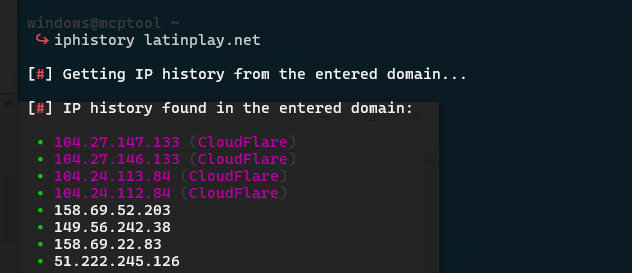 windows@mcptool ~
↪ iphistory latinplay.net
[#] Getting IP history from the entered domain...
[#] IP history found in the entered domain:
• 104.27.147.133 (CloudFlare)
• 104.27.146.133 (CloudFlare)
• 104.24.113.84 (CloudFlare)
• 104.24.112.84 (CloudFlare)
• 158.69.52.203
• 149.56.242.38
• 158.69.22.83
• 51.222.245.126